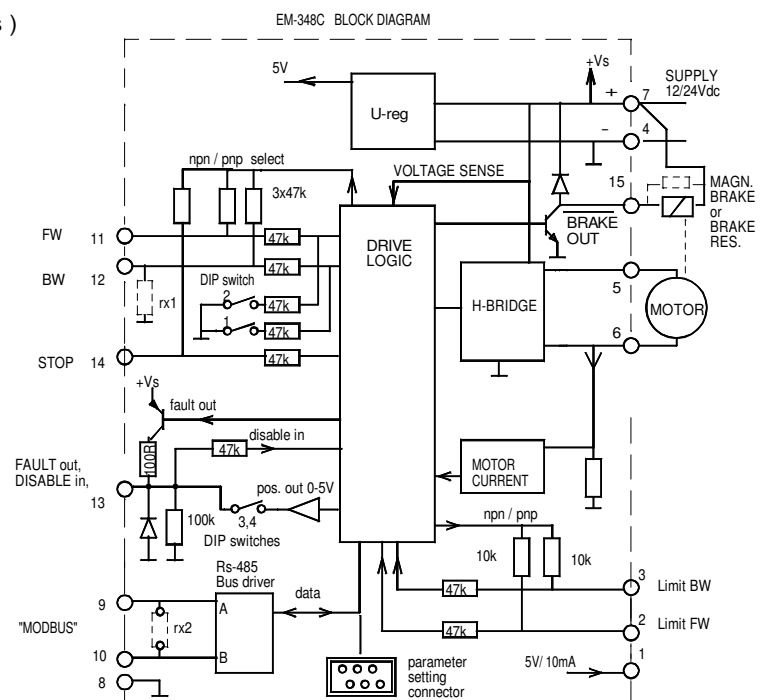 s )
EM-348C BLOCK DIAGRAM
5V
U-reg
+Vs
+
7
SUPPLY
12/24Vdc
−
4
npn / pnp select
3x47k
VOLTAGE SENSE
15
MAGN.
BRAKE
or
BRAKE
RES.
BRAKE
OUT
DRIVE
LOGIC
FW
11
47k
BW
12
47k
rx1
DIP switch
2
47k
1
47k
STOP
14
47k
H-BRIDGE
5
6
MOTOR
+Vs
fault out
100R
disable in
47k
FAULT out,
DISABLE in,
13
pos. out 0-5V
3,4
100k
DIP switches
MOTOR
CURRENT
npn / pnp
10k
10k
Rs-485
Bus driver
data
9
A
"MODBUS"
rx2
10
B
8
47k
3
Limit BW
47k
2
Limit FW
1
5V/ 10mA
parameter
setting
connector